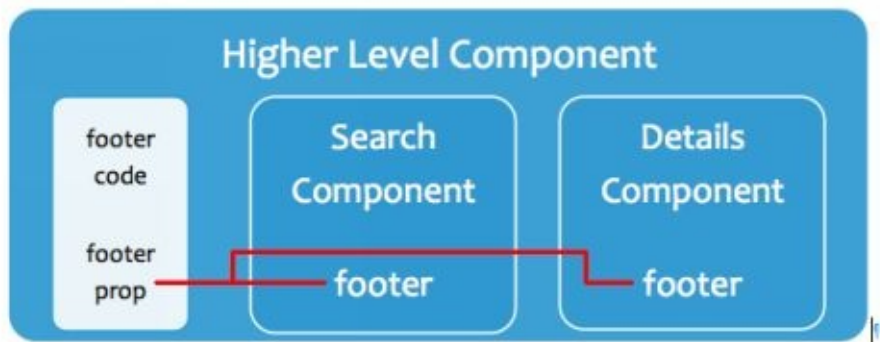 Higher Level Component
footer
code
footer
prop
Search
Component
footer
Details
Component
footer